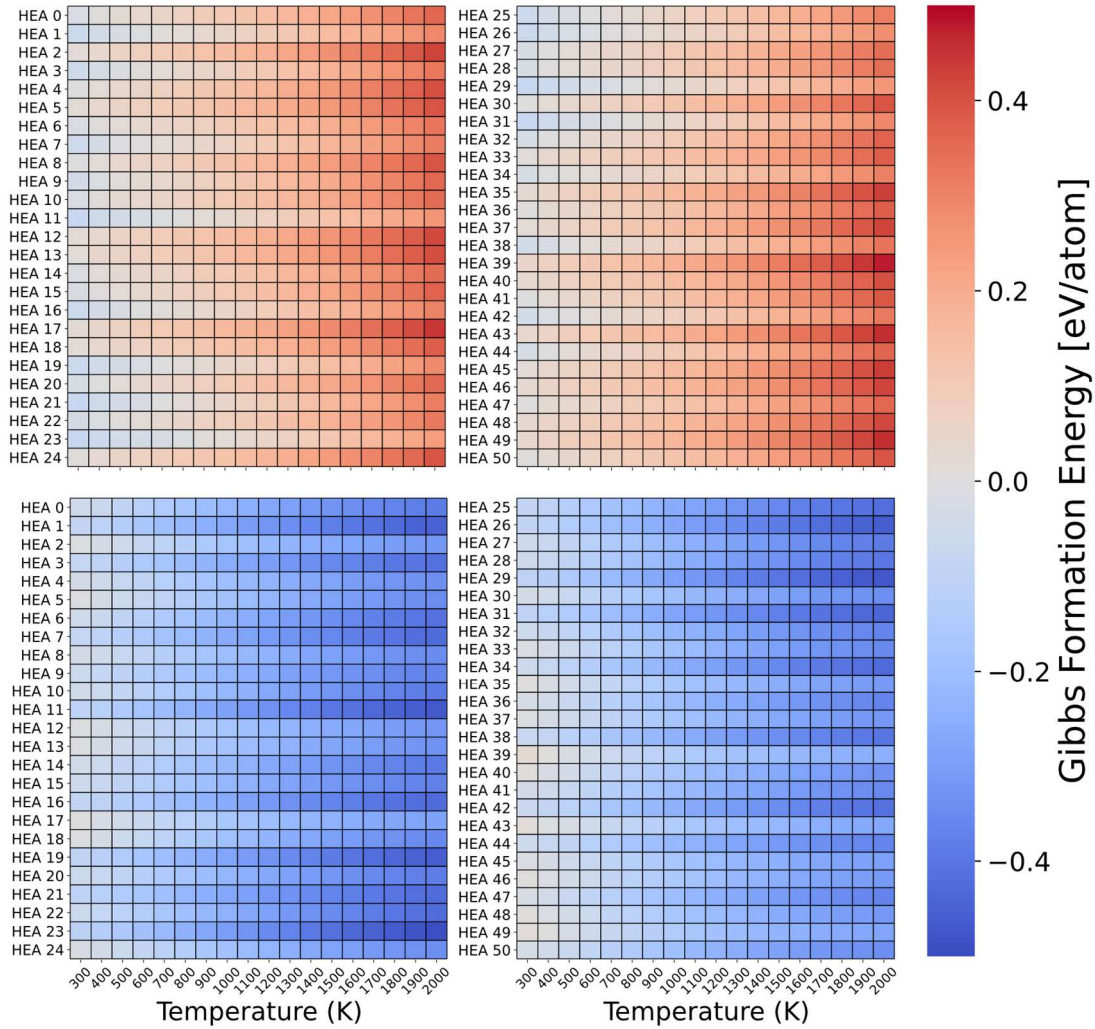 HEA 0
HEA 1
HEA 2
HEA 3
HEA 4
HEA 5
HEA 6
HEA 7
HEA 8
HEA 9
HEA 10
HEA 11
HEA 12
HEA 13
HEA 14
HEA 15
HEA 16
HEA 17
HEA 18
HEA 19
HEA 20
HEA 21
HEA 22
HEA 23
HEA 24
HEA 25
HEA 26
HEA 27
HEA 28
HEA 29
HEA 30
HEA 31
HEA 32
HEA 33
HEA 34
HEA 35
HEA 36
HEA 37
HEA 38
HEA 39
HEA 40
HEA 41
HEA 42
HEA 43
HEA 44
HEA 45
HEA 46
HEA 47
HEA 48
HEA 49
HEA 50
HEA 0
HEA 1
HEA 2
HEA 3
HEA 4
HEA 5
HEA 6
HEA 7
HEA 8
HEA 9
HEA 10
HEA 11
HEA 12
HEA 13
HEA 14
HEA 15
HEA 16
HEA 17
HEA 18
HEA 19
HEA 20
HEA 21
HEA 22
HEA 23
HEA 24
300 400 500 600 700 800 900 1000 1100 1200 1300 1400 1500 1600 1700 1800 1900 2000
Temperature (K)
HEA 25
HEA 26
HEA 27
HEA 28
HEA 29
HEA 30
HEA 31
HEA 32
HEA 33
HEA 34
HEA 35
HEA 36
HEA 37
HEA 38
HEA 39
HEA 40
HEA 41
HEA 42
HEA 43
HEA 44
HEA 45
HEA 46
HEA 47
HEA 48
HEA 49
HEA 50
300 400 500 600 700 800 900 1000 1100 1200 1300 1400 1500 1600 1700 1800 1900 2000
Temperature (K)
0.4
0.2
0.0
−0.2
−0.4
Gibbs Formation Energy [eV/atom]